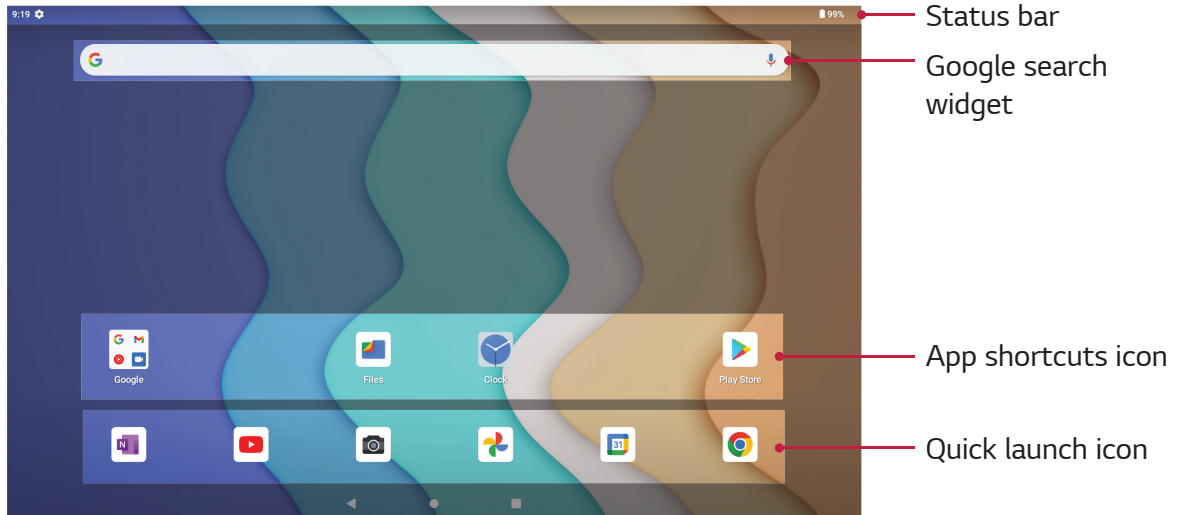 9:19
99%
Status bar
Google search
widget
App shortcuts icon
Google
Files
Clock
Play Store
N
31
Quick launch icon